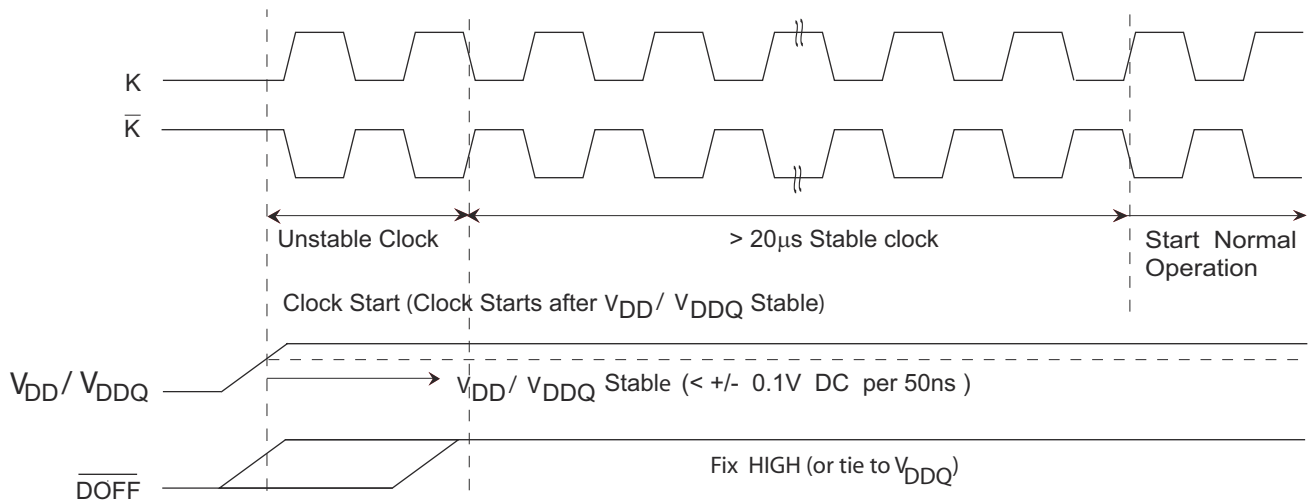 K
K̅
Unstable Clock
> 20μs Stable clock
Start Normal
Operation
Clock Start (Clock Starts after VDD / VDDQ Stable)
VDD / VDDQ
VDD / VDDQ Stable (< +/- 0.1V DC per 50ns )
Fix HIGH (or tie to VDDQ)
D̅O̅F̅F̅